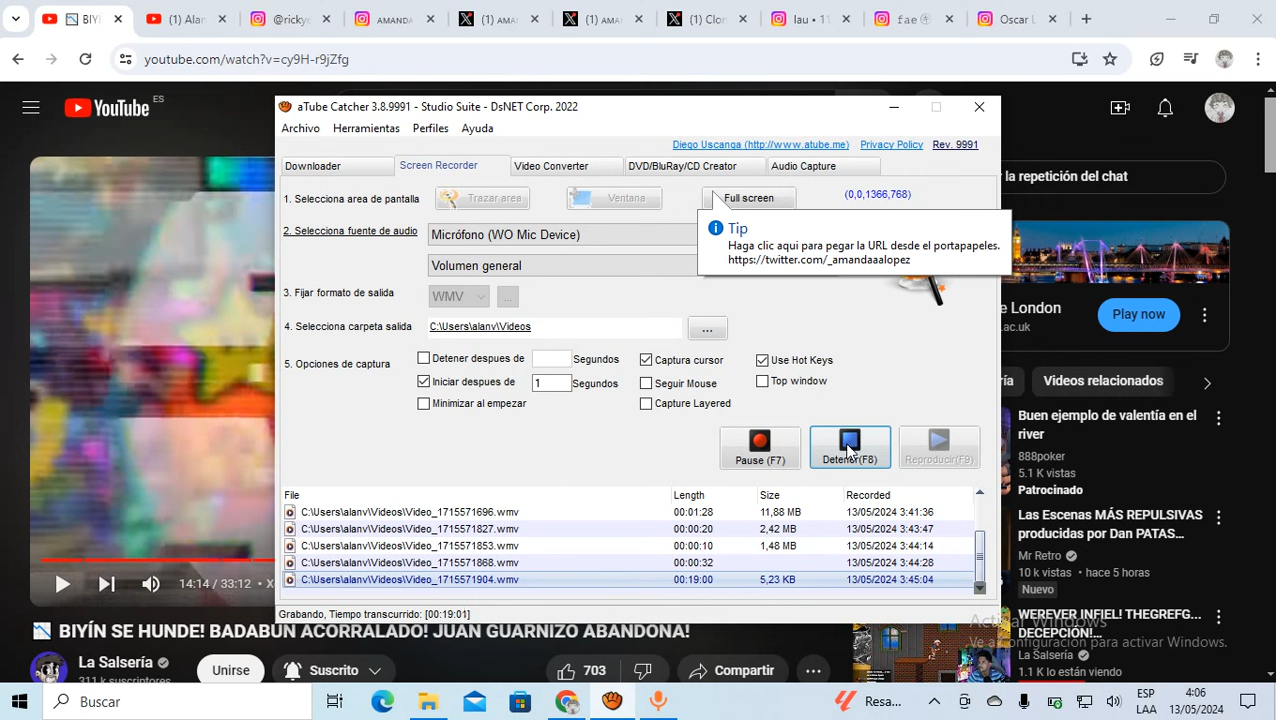 BIYÍN
(1) Alan
@rickye
AMANDA
(1) AMA
(1) AMA
(1) Clon
lau • 11
fae
Oscar L
youtube.com/watch?v=cy9H-r9jZfg
YouTube ES
la repetición del chat
aTube Catcher 3.8.9991 - Studio Suite - DsNET Corp. 2022
Archivo Herramientas Perfiles Ayuda
Diego Uscanga (http://www.atube.me) Privacy Policy Rev. 9991
Downloader Screen Recorder Video Converter DVD/BluRay/CD Creator Audio Capture
1. Selecciona area de pantalla Trazar area Ventana Full screen (0,0,1366,768)
2. Selecciona fuente de audio Micrófono (WO Mic Device)
Volumen general
Tip
Haga clic aqui para pegar la URL desde el portapapeles.
https://twitter.com/_amandaaalopez
3. Fijar formato de salida WMV ...
4. Selecciona carpeta salida C:\Users\alanv\Videos ...
5. Opciones de captura
Detener despues de Segundos
Iniciar despues de 1 Segundos
Minimizar al empezar
Captura cursor
Seguir Mouse
Capture Layered
Use Hot Keys
Top window
Pause (F7) Detener(F8) Reproducir(F9)
File Length Size Recorded
C:\Users\alanv\Videos\Video_1715571696.wmv 00:01:28 11,88 MB 13/05/2024 3:41:36
C:\Users\alanv\Videos\Video_1715571827.wmv 00:00:20 2,42 MB 13/05/2024 3:43:47
C:\Users\alanv\Videos\Video_1715571853.wmv 00:00:10 1,48 MB 13/05/2024 3:44:14
C:\Users\alanv\Videos\Video_1715571868.wmv 00:00:32 13/05/2024 3:44:28
C:\Users\alanv\Videos\Video_1715571904.wmv 00:19:00 5,23 KB 13/05/2024 3:45:04
Grabando, Tiempo transcurrido: [00:19:01]
14:14 / 33:12
BIYÍN SE HUNDE! BADABUN ACORRALADO! JUAN GUARNIZO ABANDONA!
La Salsería
311 k suscriptores
Unirse
Suscrito
703
Compartir
e London
.ac.uk
Play now
Videos relacionados
Buen ejemplo de valentía en el
river
888poker
5.1 K vistas
Patrocinado
Las Escenas MÁS REPULSIVAS
producidas por Dan PATAS...
Mr Retro
10 k vistas • hace 5 horas
Nuevo
WEREVER INFIEL! THEGREFG...
DECEPCIÓN!...
La Salsería
1.1 K lo están viendo
Activar Windows
Ve a Configuración para activar Windows.
Buscar
Resa...
ESP
LAA
4:06
13/05/2024